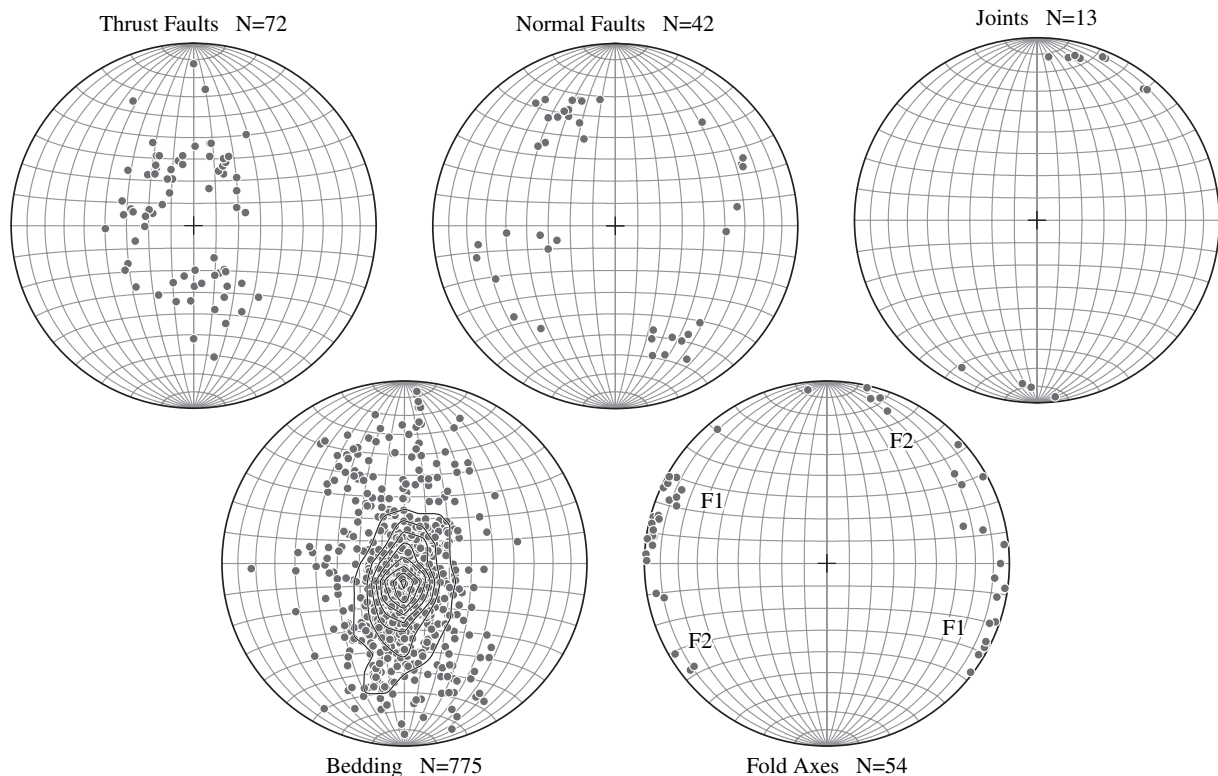 Thrust Faults N=72
Normal Faults N=42
Joints N=13
F2
F1
F1
F2
Bedding N=775
Fold Axes N=54